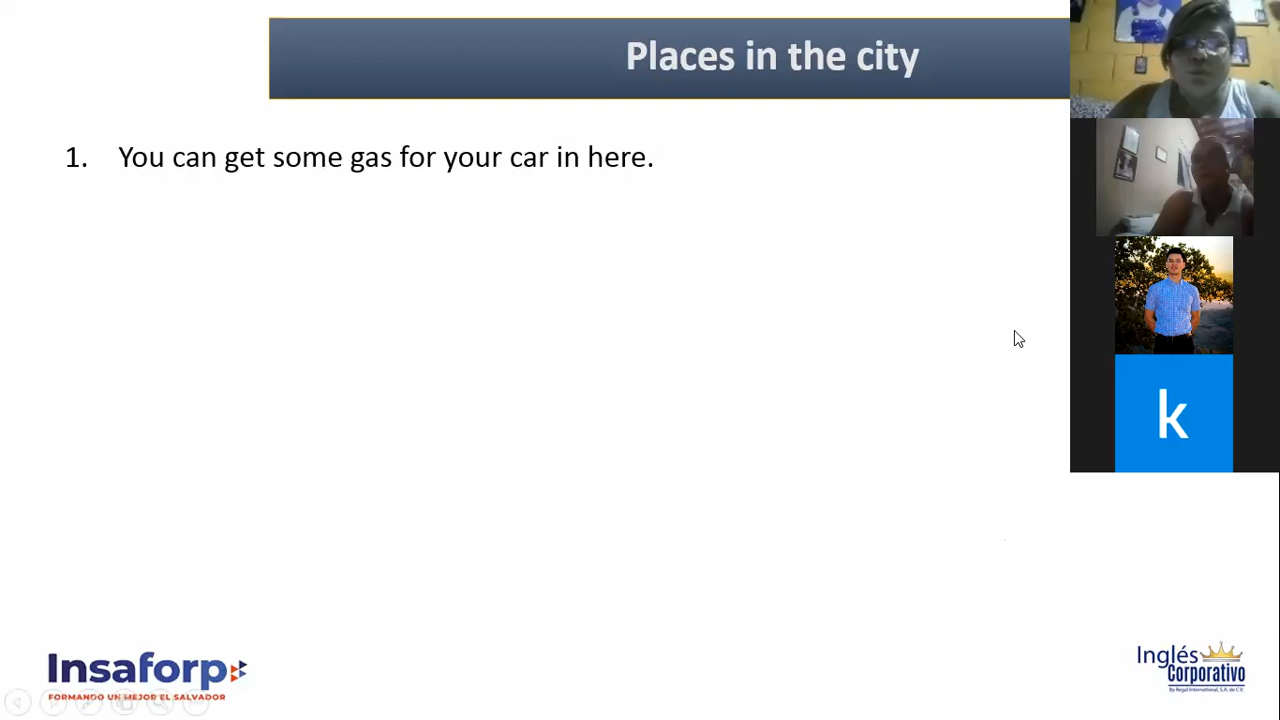 Places in the city
1. You can get some gas for your car in here.
k
Insaforp
FORMANDO UN MEJOR EL SALVADOR
Inglés
Corporativo
By Regal International, S.A. de C.V.